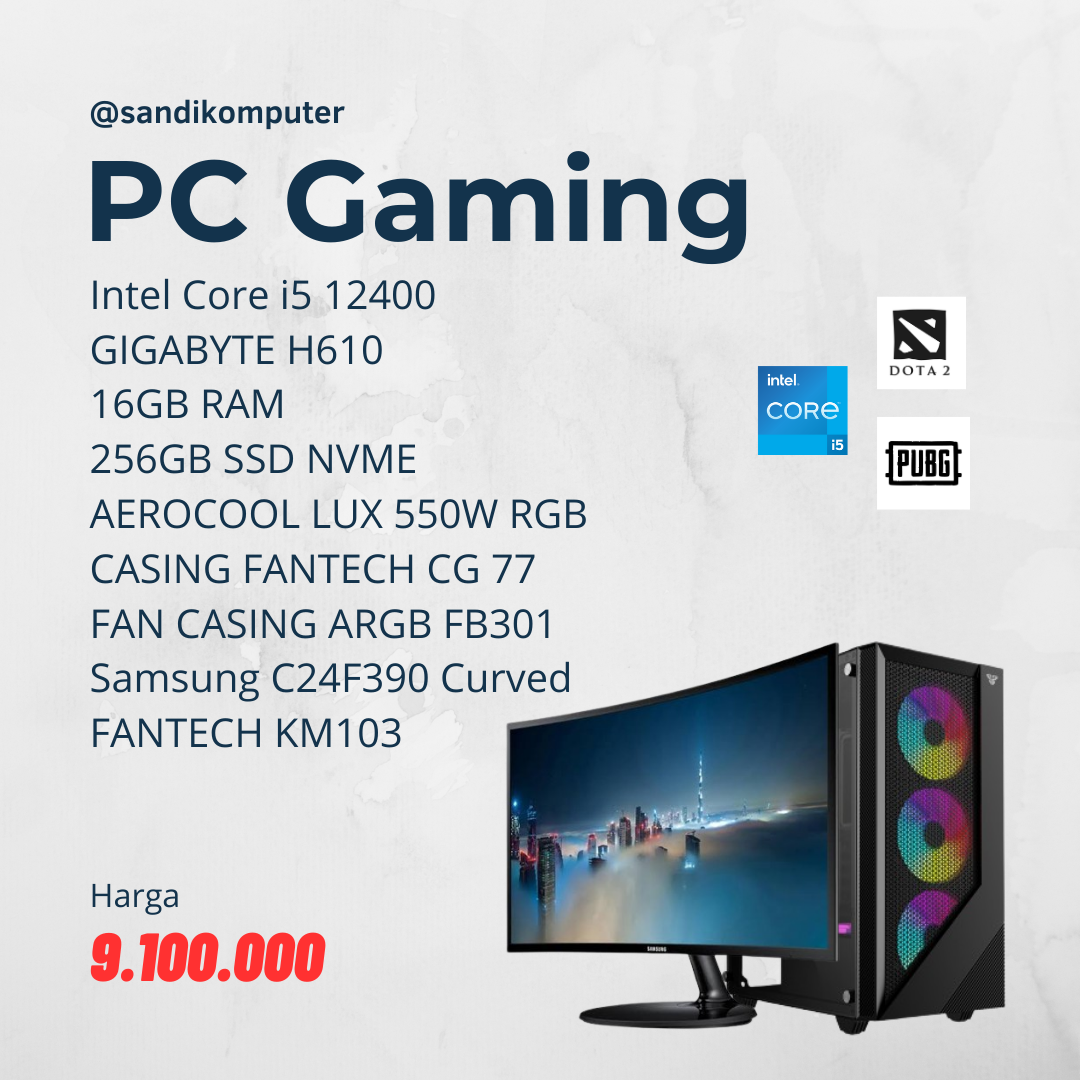 @sandikomputer
PC Gaming
Intel Core i5 12400
GIGABYTE H610
16GB RAM
256GB SSD NVME
AEROCOOL LUX 550W RGB
CASING FANTECH CG 77
FAN CASING ARGB FB301
Samsung C24F390 Curved
FANTECH KM103
intel.
CORE
i5
DOTA 2
PUBG
SAMSUNG
Harga
9.100.000